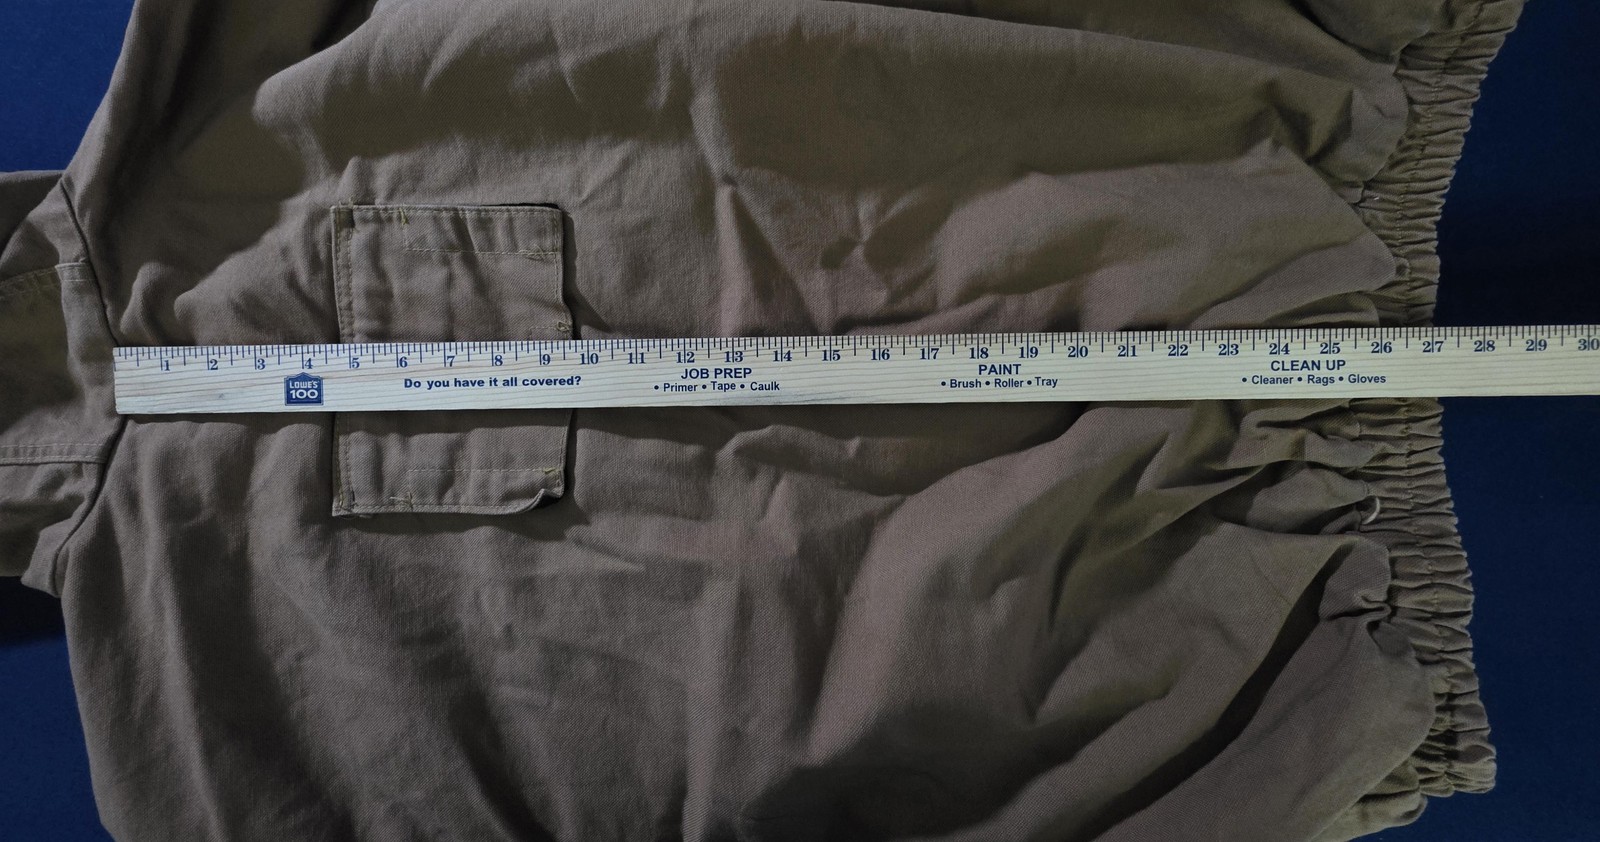 1 2 3 4 5 6 7 8 9 10 11 12 13 14 15 16 17 18 19 20 21 22 23 24 25 26 27 28 29 30
LOWE'S
100
Do you have it all covered?
JOB PREP
• Primer • Tape • Caulk
PAINT
• Brush • Roller • Tray
CLEAN UP
• Cleaner • Rags • Gloves